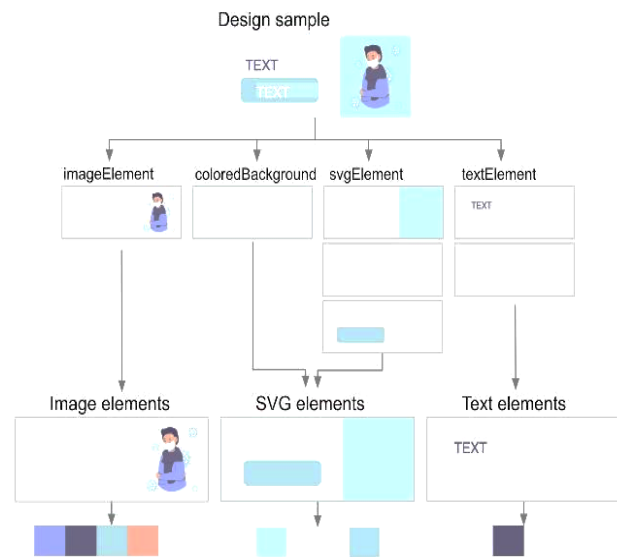 Design sample
TEXT
TEXT
imageElement
coloredBackground
svgElement
textElement
TEXT
Image elements
SVG elements
Text elements
TEXT